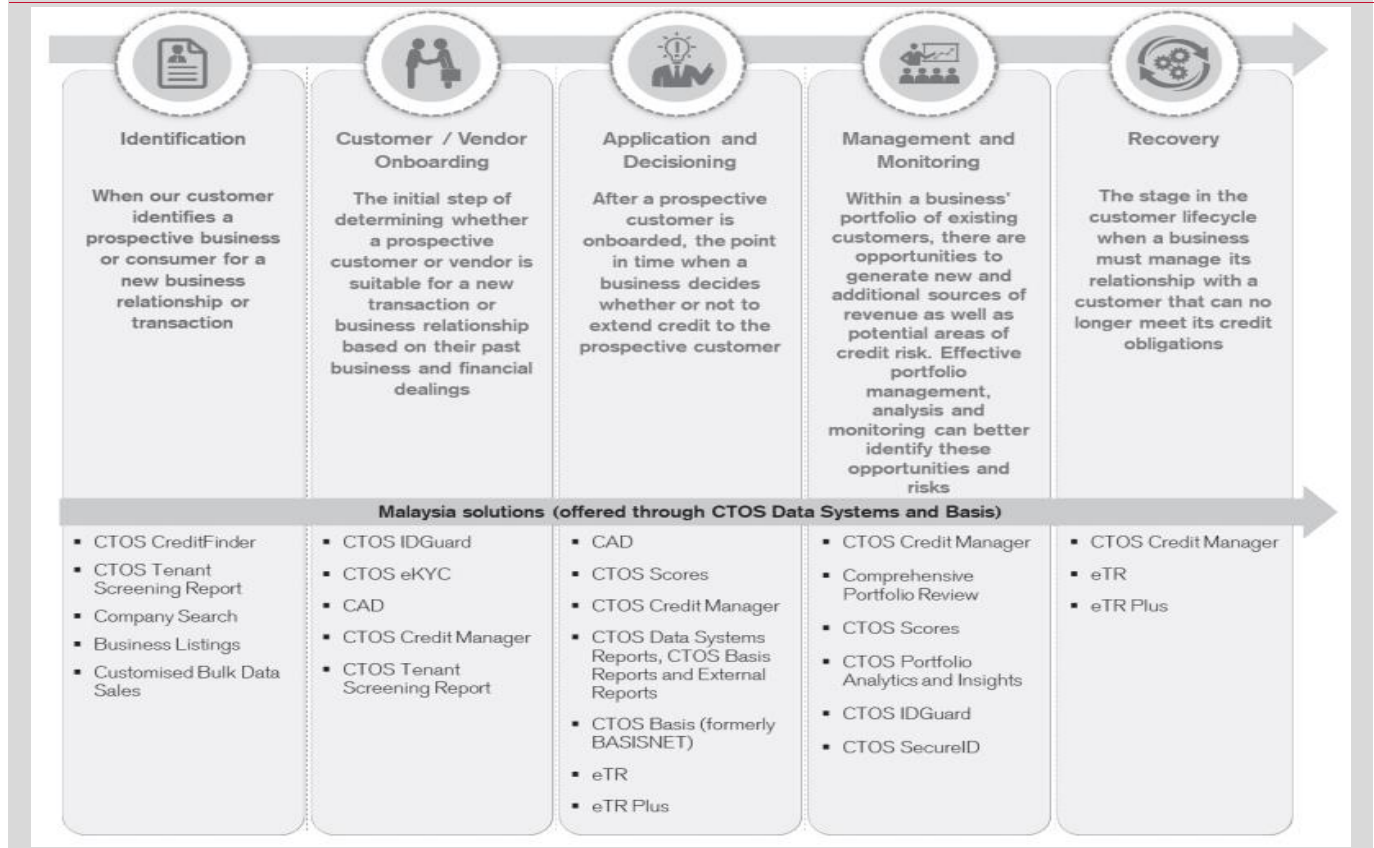 Identification
When our customer
identifies a
prospective business
or consumer for a
new business
relationship or
transaction
Customer / Vendor
Onboarding
The initial step of
determining whether
a prospective
customer or vendor is
suitable for a new
transaction or
business relationship
based on their past
business and financial
dealings
Application and
Decisioning
After a prospective
customer is
onboarded, the point
in time when a
business decides
whether or not to
extend credit to the
prospective customer
Management and
Monitoring
Within a business'
portfolio of existing
customers, there are
opportunities to
generate new and
additional sources of
revenue as well as
potential areas of
credit risk. Effective
portfolio
management,
analysis and
monitoring can better
identify these
opportunities and
risks
Recovery
The stage in the
customer lifecycle
when a business
must manage its
relationship with a
customer that can no
longer meet its credit
obligations
Malaysia solutions (offered through CTOS Data Systems and Basis)
▪ CTOS CreditFinder
▪ CTOS Tenant
Screening Report
▪ Company Search
▪ Business Listings
▪ Customised Bulk Data
Sales
▪ CTOS IDGuard
▪ CTOS eKYC
▪ CAD
▪ CTOS Credit Manager
▪ CTOS Tenant
Screening Report
▪ CAD
▪ CTOS Scores
▪ CTOS Credit Manager
▪ CTOS Data Systems
Reports, CTOS Basis
Reports and External
Reports
▪ CTOS Basis (formerly
BASISNET)
▪ eTR
▪ eTR Plus
▪ CTOS Credit Manager
▪ Comprehensive
Portfolio Review
▪ CTOS Scores
▪ CTOS Portfolio
Analytics and Insights
▪ CTOS IDGuard
▪ CTOS SecureID
▪ CTOS Credit Manager
▪ eTR
▪ eTR Plus